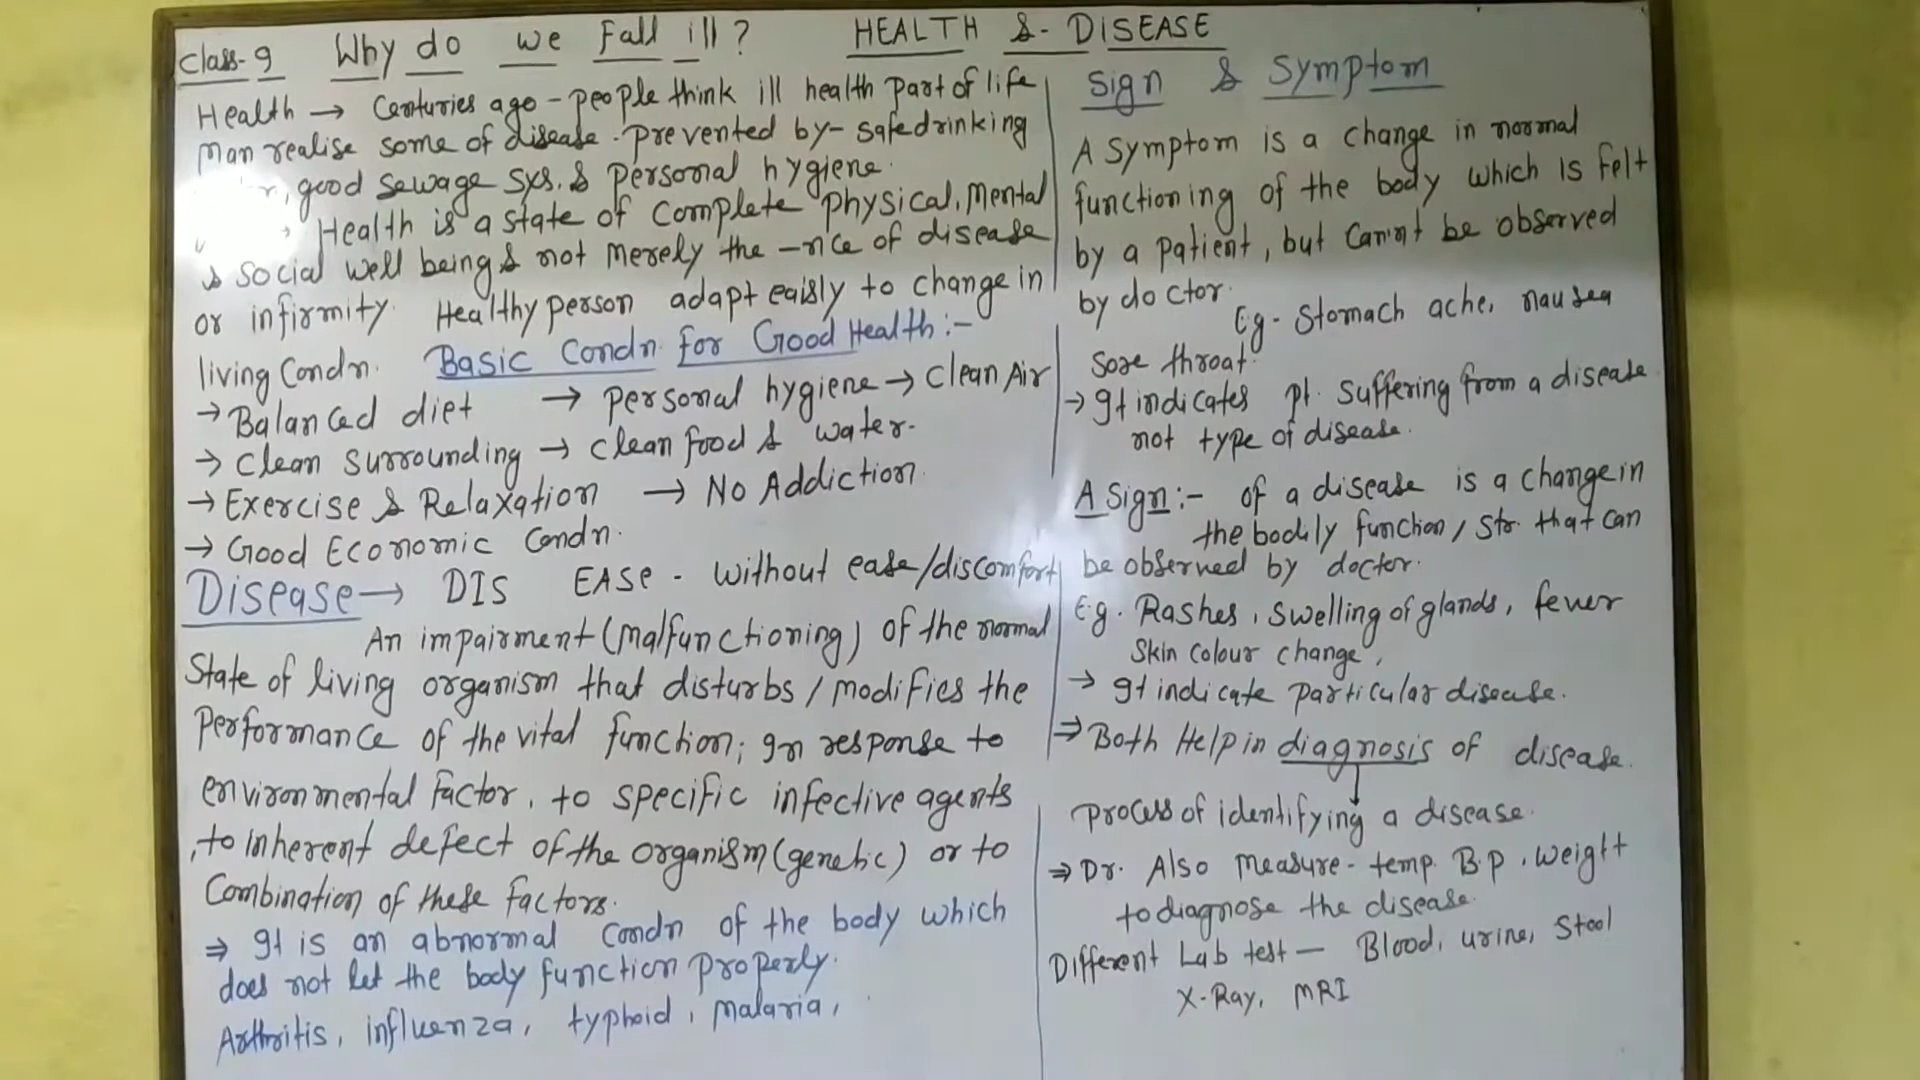 Class-9 Why do we Fall ill? HEALTH & DISEASE
Health → Centuries ago - people think ill health part of life
Man realise some of disease. prevented by - safe drinking
good sewage sys. & personal hygiene.
Health is a state of complete physical, Mental
& social well being & not Merely the -nce of disease
or infirmity. Healthy person adapt eaisly to change in
living Condn. Basic Condn for Good Health :-
→ Balanced diet → personal hygiene → Clean Air
→ Clean surrounding → clean food & water.
→ Exercise & Relaxation → No Addiction.
→ Good Economic Condn.
Disease → DIS EASE - without ease/discomfort
An impairment (malfunctioning) of the normal
State of living organism that disturbs / modifies the
performance of the vital function; In response to
environmental factor, to specific infective agents
, to inherent defect of the organism (genetic) or to
Combination of these factors.
⇒ It is an abnormal condn of the body which
does not let the body function properly.
Arthritis, influenza, typhoid, Malaria,
Sign & Symptom
A Symptom is a change in normal
functioning of the body which is felt
by a patient, but cannot be observed
by doctor.
Eg - Stomach ache, nausea
Sore throat.
→ It indicates pt. suffering from a disease
not type of disease.
A Sign :- of a disease is a change in
the bodily function / Str. that can
be observed by doctor.
E.g. Rashes, swelling of glands, fever
Skin colour change,
→ It indicate particular disease.
⇒ Both Help in diagnosis of disease.
process of identifying a disease.
⇒ Dr. Also measure - temp. B.P, weight
to diagnose the disease.
Different Lab test — Blood, urine, Stool
X-Ray, MRI